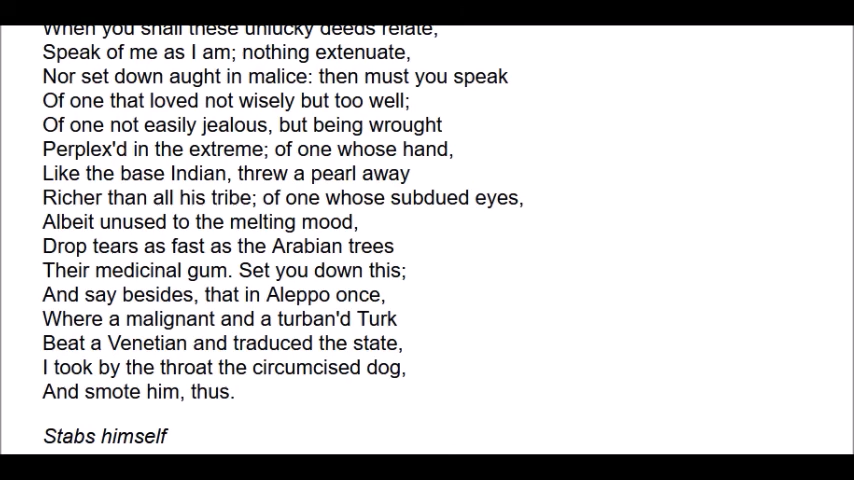 When you shall these unlucky deeds relate,
Speak of me as I am; nothing extenuate,
Nor set down aught in malice: then must you speak
Of one that loved not wisely but too well;
Of one not easily jealous, but being wrought
Perplex'd in the extreme; of one whose hand,
Like the base Indian, threw a pearl away
Richer than all his tribe; of one whose subdued eyes,
Albeit unused to the melting mood,
Drop tears as fast as the Arabian trees
Their medicinal gum. Set you down this;
And say besides, that in Aleppo once,
Where a malignant and a turban'd Turk
Beat a Venetian and traduced the state,
I took by the throat the circumcised dog,
And smote him, thus.
Stabs himself